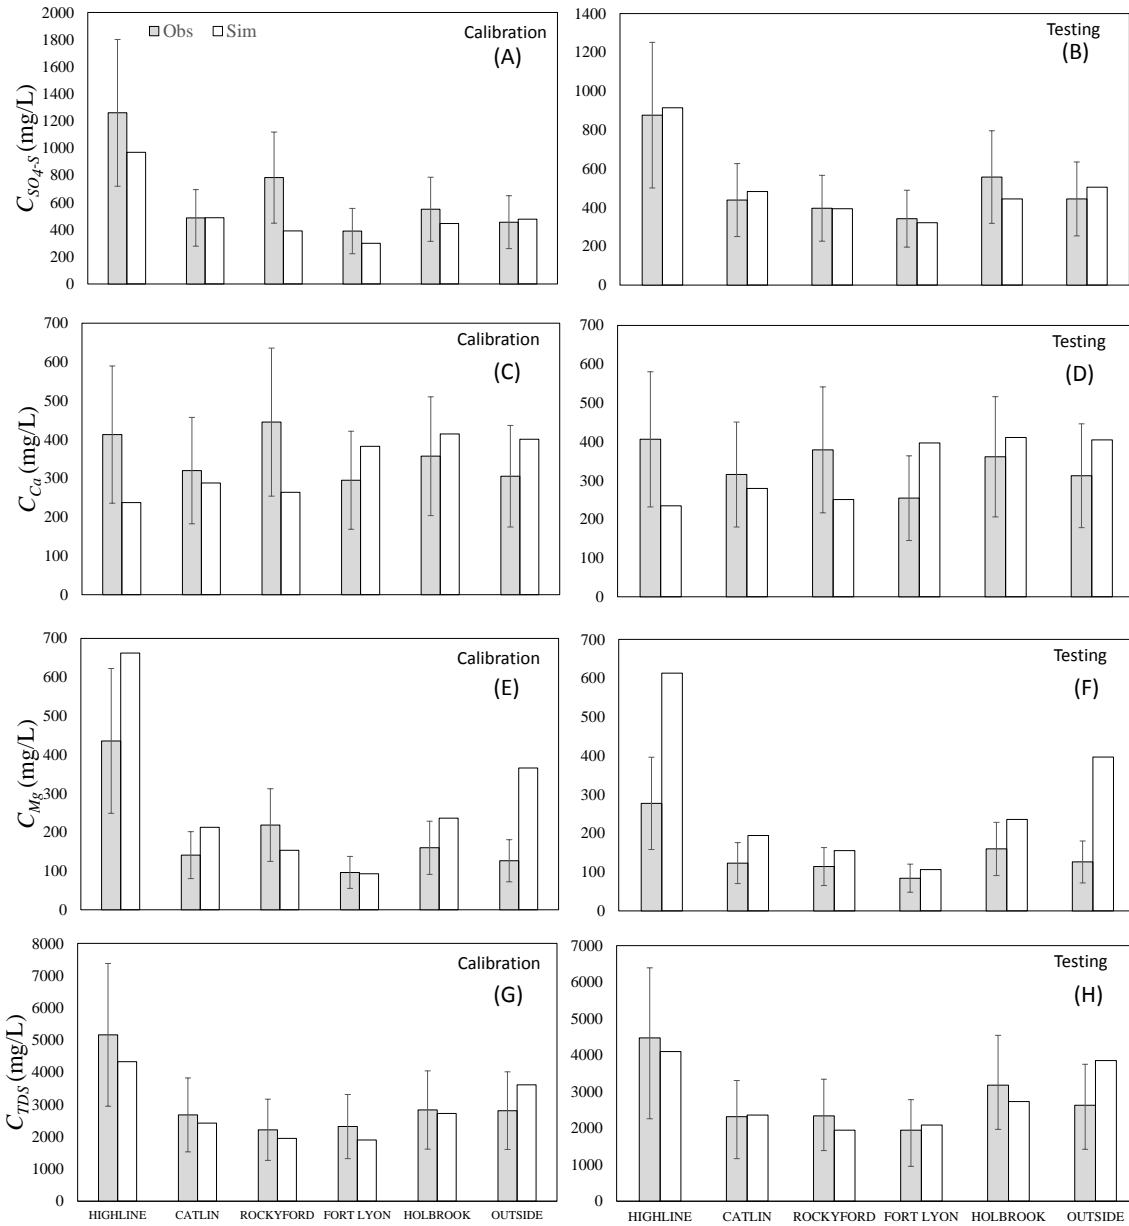 2000
1800
1600
1400
1200
1000
800
600
400
200
0
C_SO4-S (mg/L)
Obs Sim
Calibration
(A)
1400
1200
1000
800
600
400
200
0
Testing
(B)
700
600
500
400
300
200
100
0
C_Ca (mg/L)
Calibration
(C)
700
600
500
400
300
200
100
0
Testing
(D)
700
600
500
400
300
200
100
0
C_Mg (mg/L)
Calibration
(E)
700
600
500
400
300
200
100
0
Testing
(F)
8000
7000
6000
5000
4000
3000
2000
1000
0
C_TDS (mg/L)
Calibration
(G)
HIGHLINE CATLIN ROCKYFORD FORT LYON HOLBROOK OUTSIDE
7000
6000
5000
4000
3000
2000
1000
0
Testing
(H)
HIGHLINE CATLIN ROCKYFORD FORT LYON HOLBROOK OUTSIDE